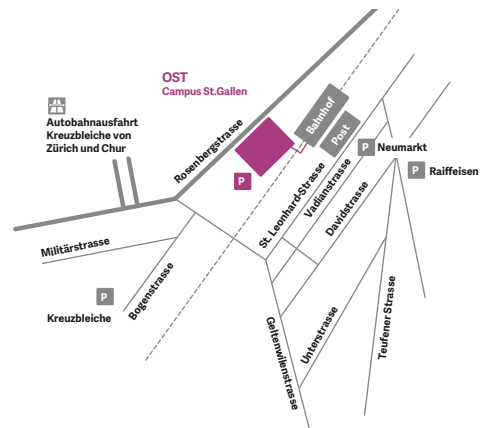 OST
Campus St.Gallen
Autobahnausfahrt
Kreuzbleiche von
Zürich und Chur
Rosenbergstrasse
Bahnhof
Post
P
P
Neumarkt
P
Raiffeisen
St. Leonhard-Strasse
Vadianstrasse
Davidstrasse
Militärstrasse
Bogenstrasse
P
Kreuzbleiche
Geltenwilenstrasse
Unterstrasse
Teufener Strasse